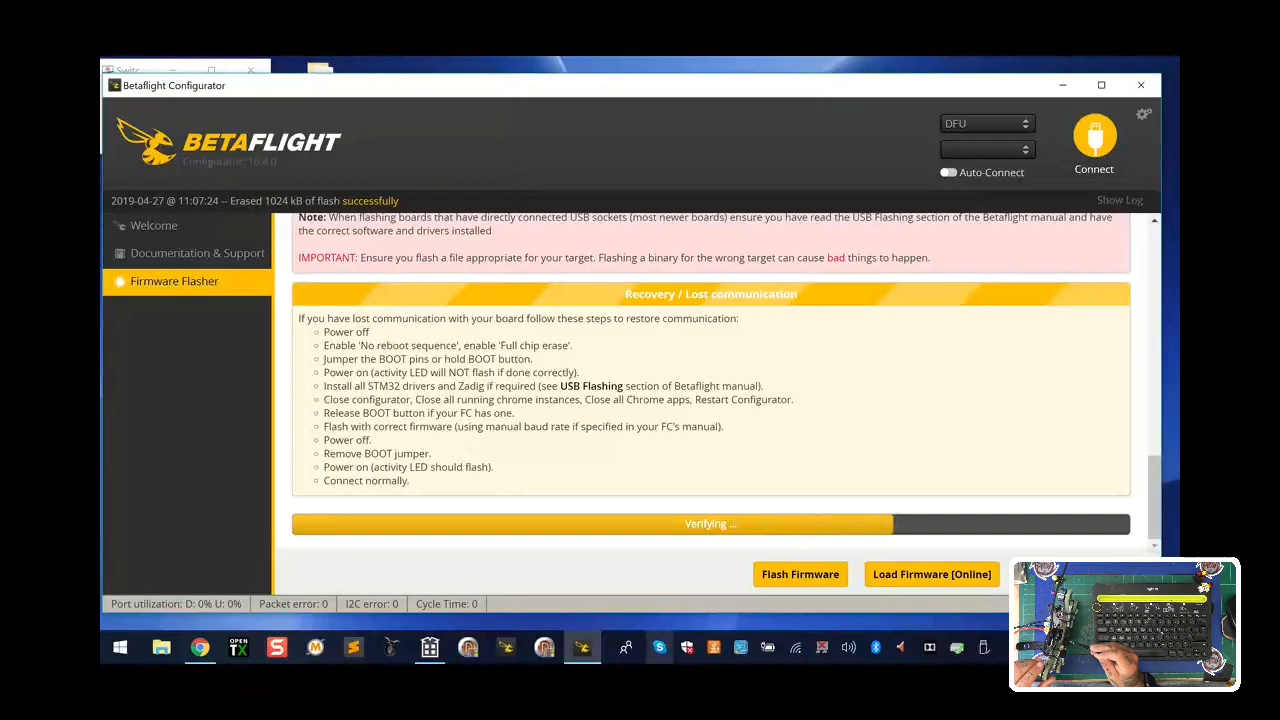 Switc
Betaflight Configurator
BETAFLIGHT
Configurator: 10.4.0
DFU
Auto-Connect
Connect
2019-04-27 @ 11:07:24 -- Erased 1024 kB of flash successfully
Show Log
Welcome
Documentation & Support
Firmware Flasher
Note: When flashing boards that have directly connected USB sockets (most newer boards) ensure you have read the USB Flashing section of the Betaflight manual and have
the correct software and drivers installed
IMPORTANT: Ensure you flash a file appropriate for your target. Flashing a binary for the wrong target can cause bad things to happen.
Recovery / Lost communication
If you have lost communication with your board follow these steps to restore communication:
Power off
Enable 'No reboot sequence', enable 'Full chip erase'.
Jumper the BOOT pins or hold BOOT button.
Power on (activity LED will NOT flash if done correctly).
Install all STM32 drivers and Zadig if required (see USB Flashing section of Betaflight manual).
Close configurator, Close all running chrome instances, Close all Chrome apps, Restart Configurator.
Release BOOT button if your FC has one.
Flash with correct firmware (using manual baud rate if specified in your FC's manual).
Power off.
Remove BOOT jumper.
Power on (activity LED should flash).
Connect normally.
Verifying ...
Flash Firmware
Load Firmware [Online]
Port utilization: D: 0% U: 0%
Packet error: 0
I2C error: 0
Cycle Time: 0
OPEN
TX